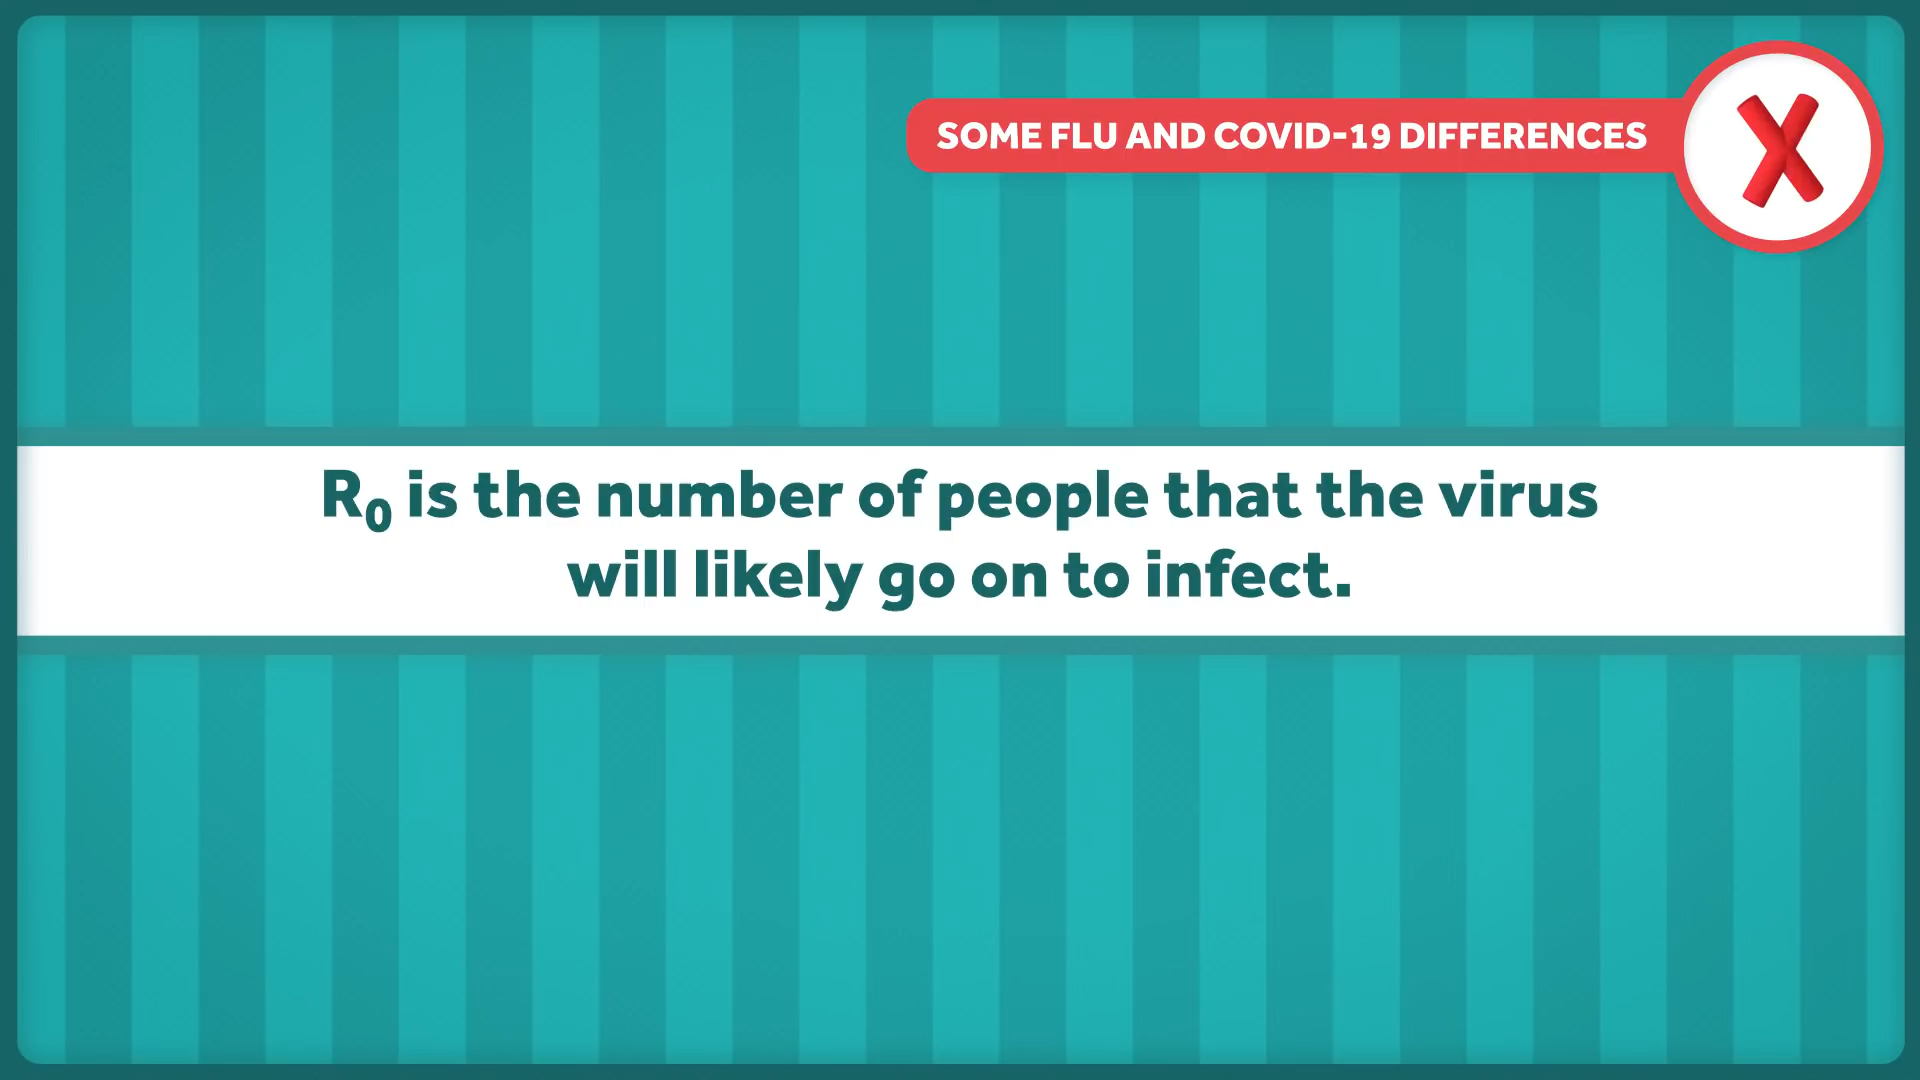 SOME FLU AND COVID-19 DIFFERENCES
R₀ is the number of people that the virus
will likely go on to infect.